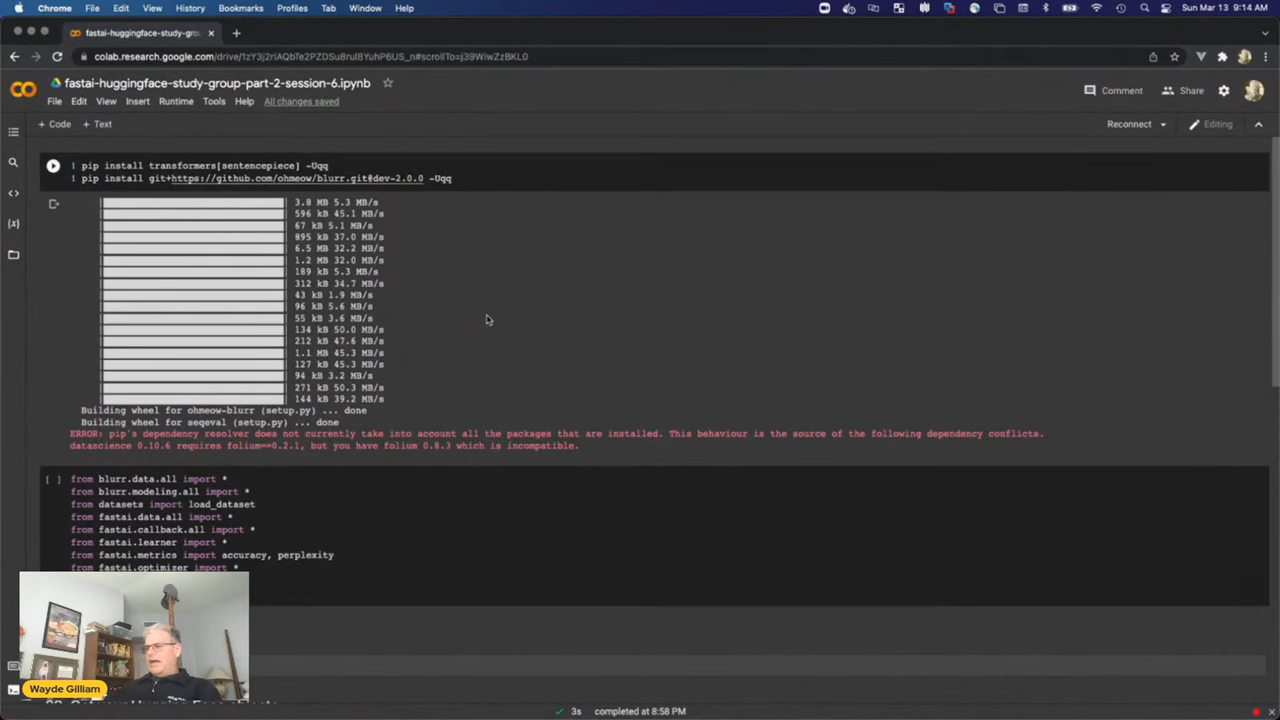 Chrome File Edit View History Bookmarks Profiles Tab Window Help Sun Mar 13 9:14 AM
fastai-huggingface-study-gro
colab.research.google.com/drive/1zY3j2rlAQbTe2PZDSu8rul8YuhP6US_n#scrollTo=j39WiwZzBKL0
fastai-huggingface-study-group-part-2-session-6.ipynb
Comment Share
File Edit View Insert Runtime Tools Help All changes saved
+ Code + Text Reconnect Editing
! pip install transformers[sentencepiece] -Uqq
! pip install git+https://github.com/ohmeow/blurr.git@dev-2.0.0 -Uqq
3.8 MB 5.3 MB/s
596 kB 45.1 MB/s
67 kB 5.1 MB/s
895 kB 37.0 MB/s
6.5 MB 32.2 MB/s
1.2 MB 32.0 MB/s
189 kB 5.3 MB/s
312 kB 34.7 MB/s
43 kB 1.9 MB/s
96 kB 5.6 MB/s
55 kB 3.6 MB/s
134 kB 50.0 MB/s
212 kB 47.6 MB/s
1.1 MB 45.3 MB/s
127 kB 45.3 MB/s
94 kB 3.2 MB/s
271 kB 50.3 MB/s
144 kB 39.2 MB/s
Building wheel for ohmeow-blurr (setup.py) ... done
Building wheel for seqeval (setup.py) ... done
ERROR: pip's dependency resolver does not currently take into account all the packages that are installed. This behaviour is the source of the following dependency conflicts.
datascience 0.10.6 requires folium==0.2.1, but you have folium 0.8.3 which is incompatible.
[ ] from blurr.data.all import *
from blurr.modeling.all import *
from datasets import load_dataset
from fastai.data.all import *
from fastai.callback.all import *
from fastai.learner import *
from fastai.metrics import accuracy, perplexity
from fastai.optimizer import *
Wayde Gilliam
3s completed at 8:58 PM